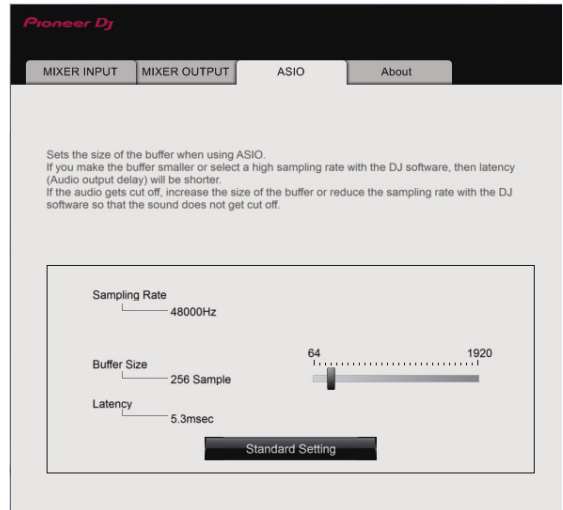 Pioneer Dj
MIXER INPUT MIXER OUTPUT ASIO About
Sets the size of the buffer when using ASIO.
If you make the buffer smaller or select a high sampling rate with the DJ software, then latency
(Audio output delay) will be shorter.
If the audio gets cut off, increase the size of the buffer or reduce the sampling rate with the DJ
software so that the sound does not get cut off.
Sampling Rate
48000Hz
64 1920
Buffer Size
256 Sample
Latency
5.3msec
Standard Setting